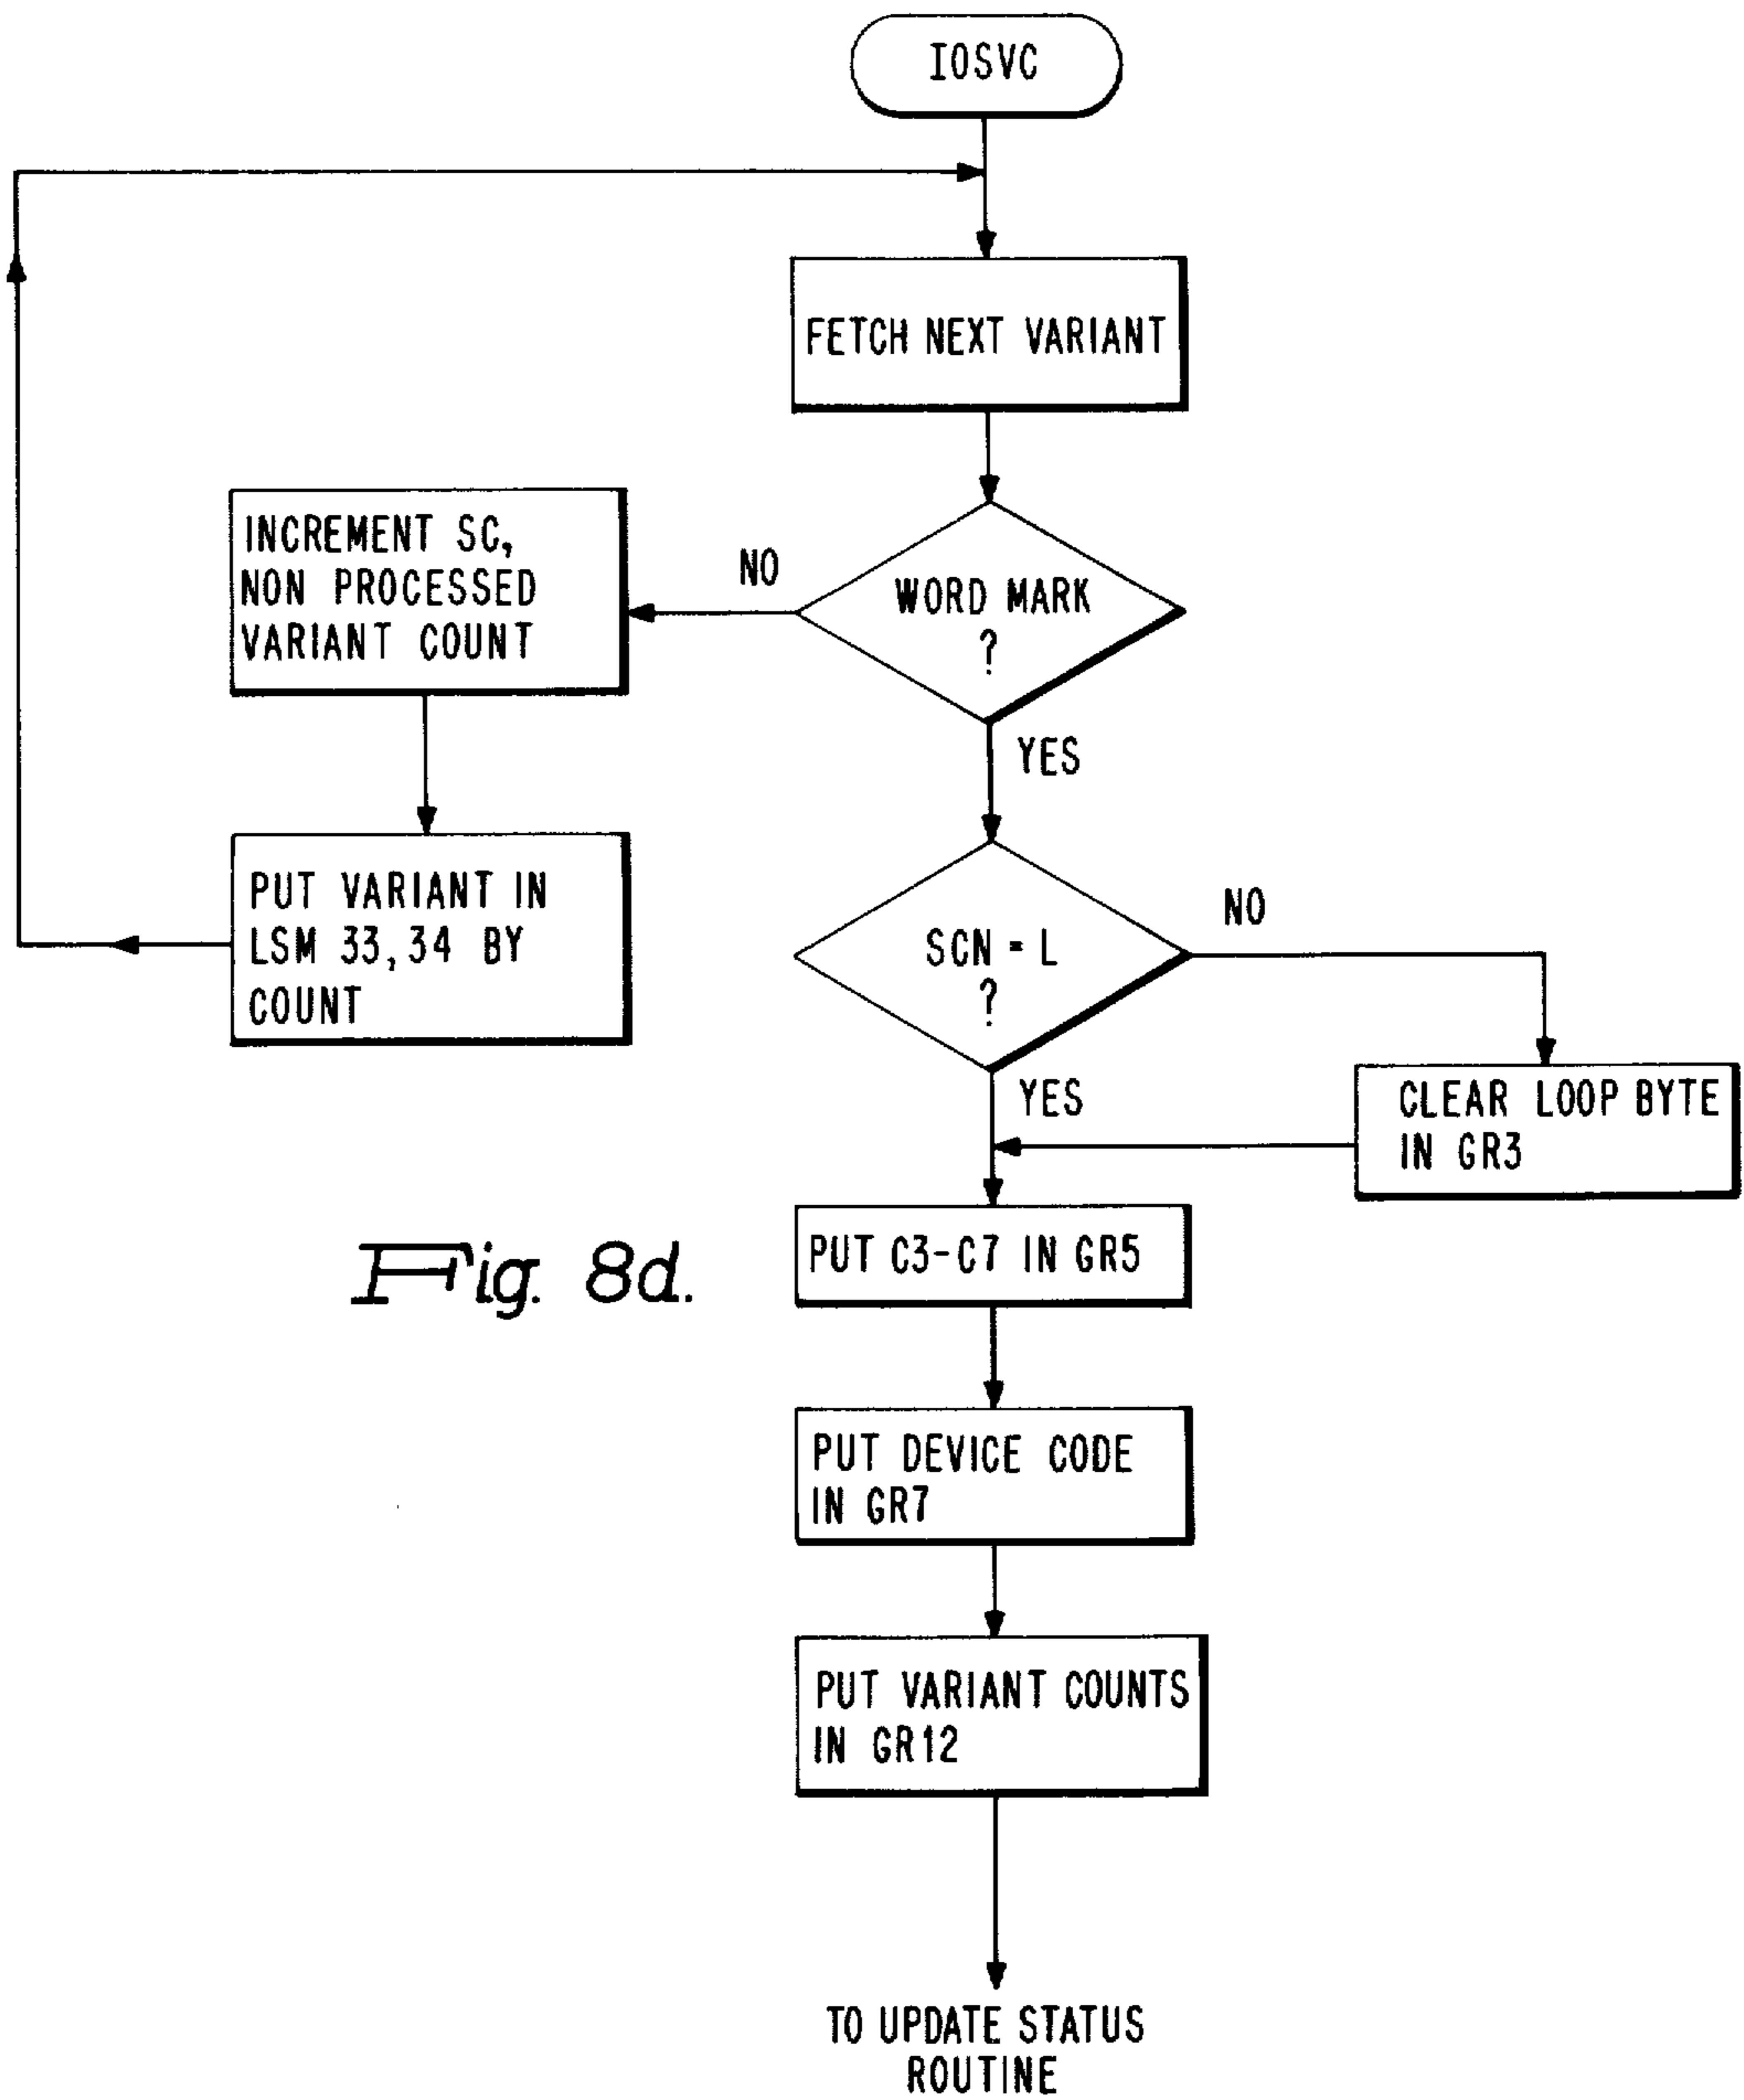 IOSVC
FETCH NEXT VARIANT
WORD MARK
?
NO
INCREMENT SC,
NON PROCESSED
VARIANT COUNT
PUT VARIANT IN
LSM 33,34 BY
COUNT
YES
SCN = L
?
NO
CLEAR LOOP BYTE
IN GR3
YES
PUT C3-C7 IN GR5
PUT DEVICE CODE
IN GR7
PUT VARIANT COUNTS
IN GR12
TO UPDATE STATUS
ROUTINE
Fig. 8d.